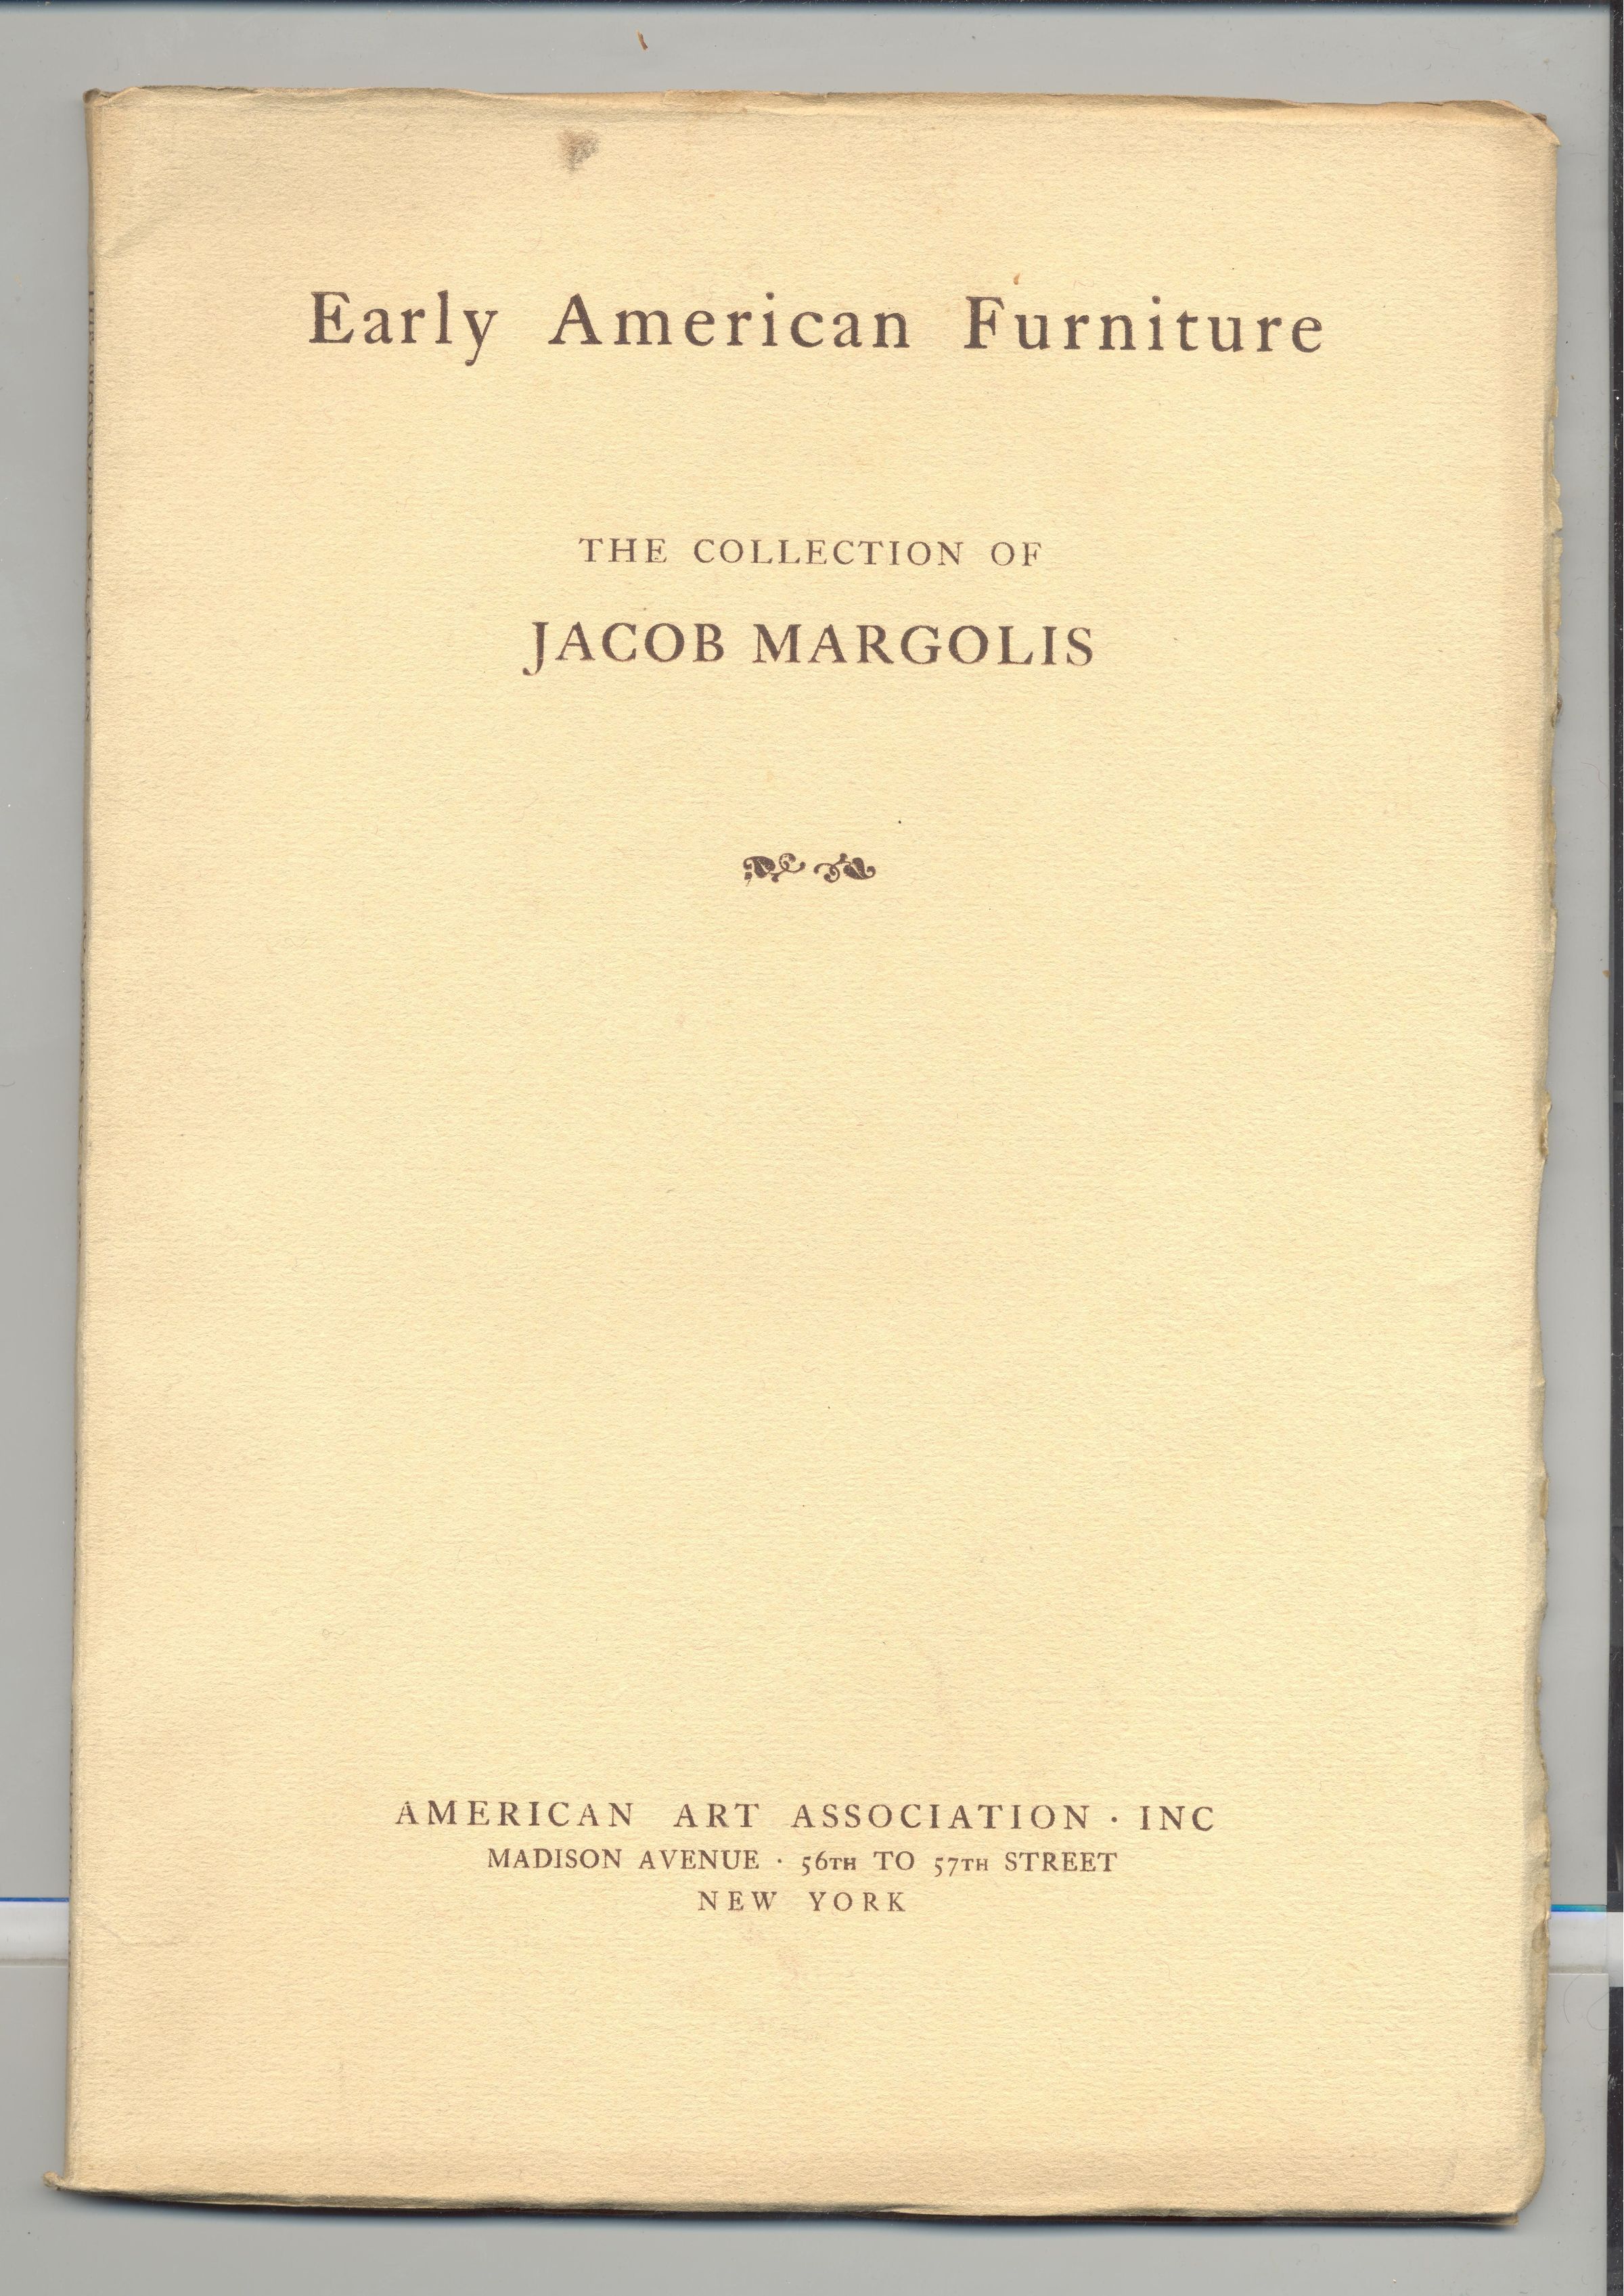 Early American Furniture
THE COLLECTION OF
JACOB MARGOLIS
AMERICAN ART ASSOCIATION · INC
MADISON AVENUE · 56TH TO 57TH STREET
NEW YORK